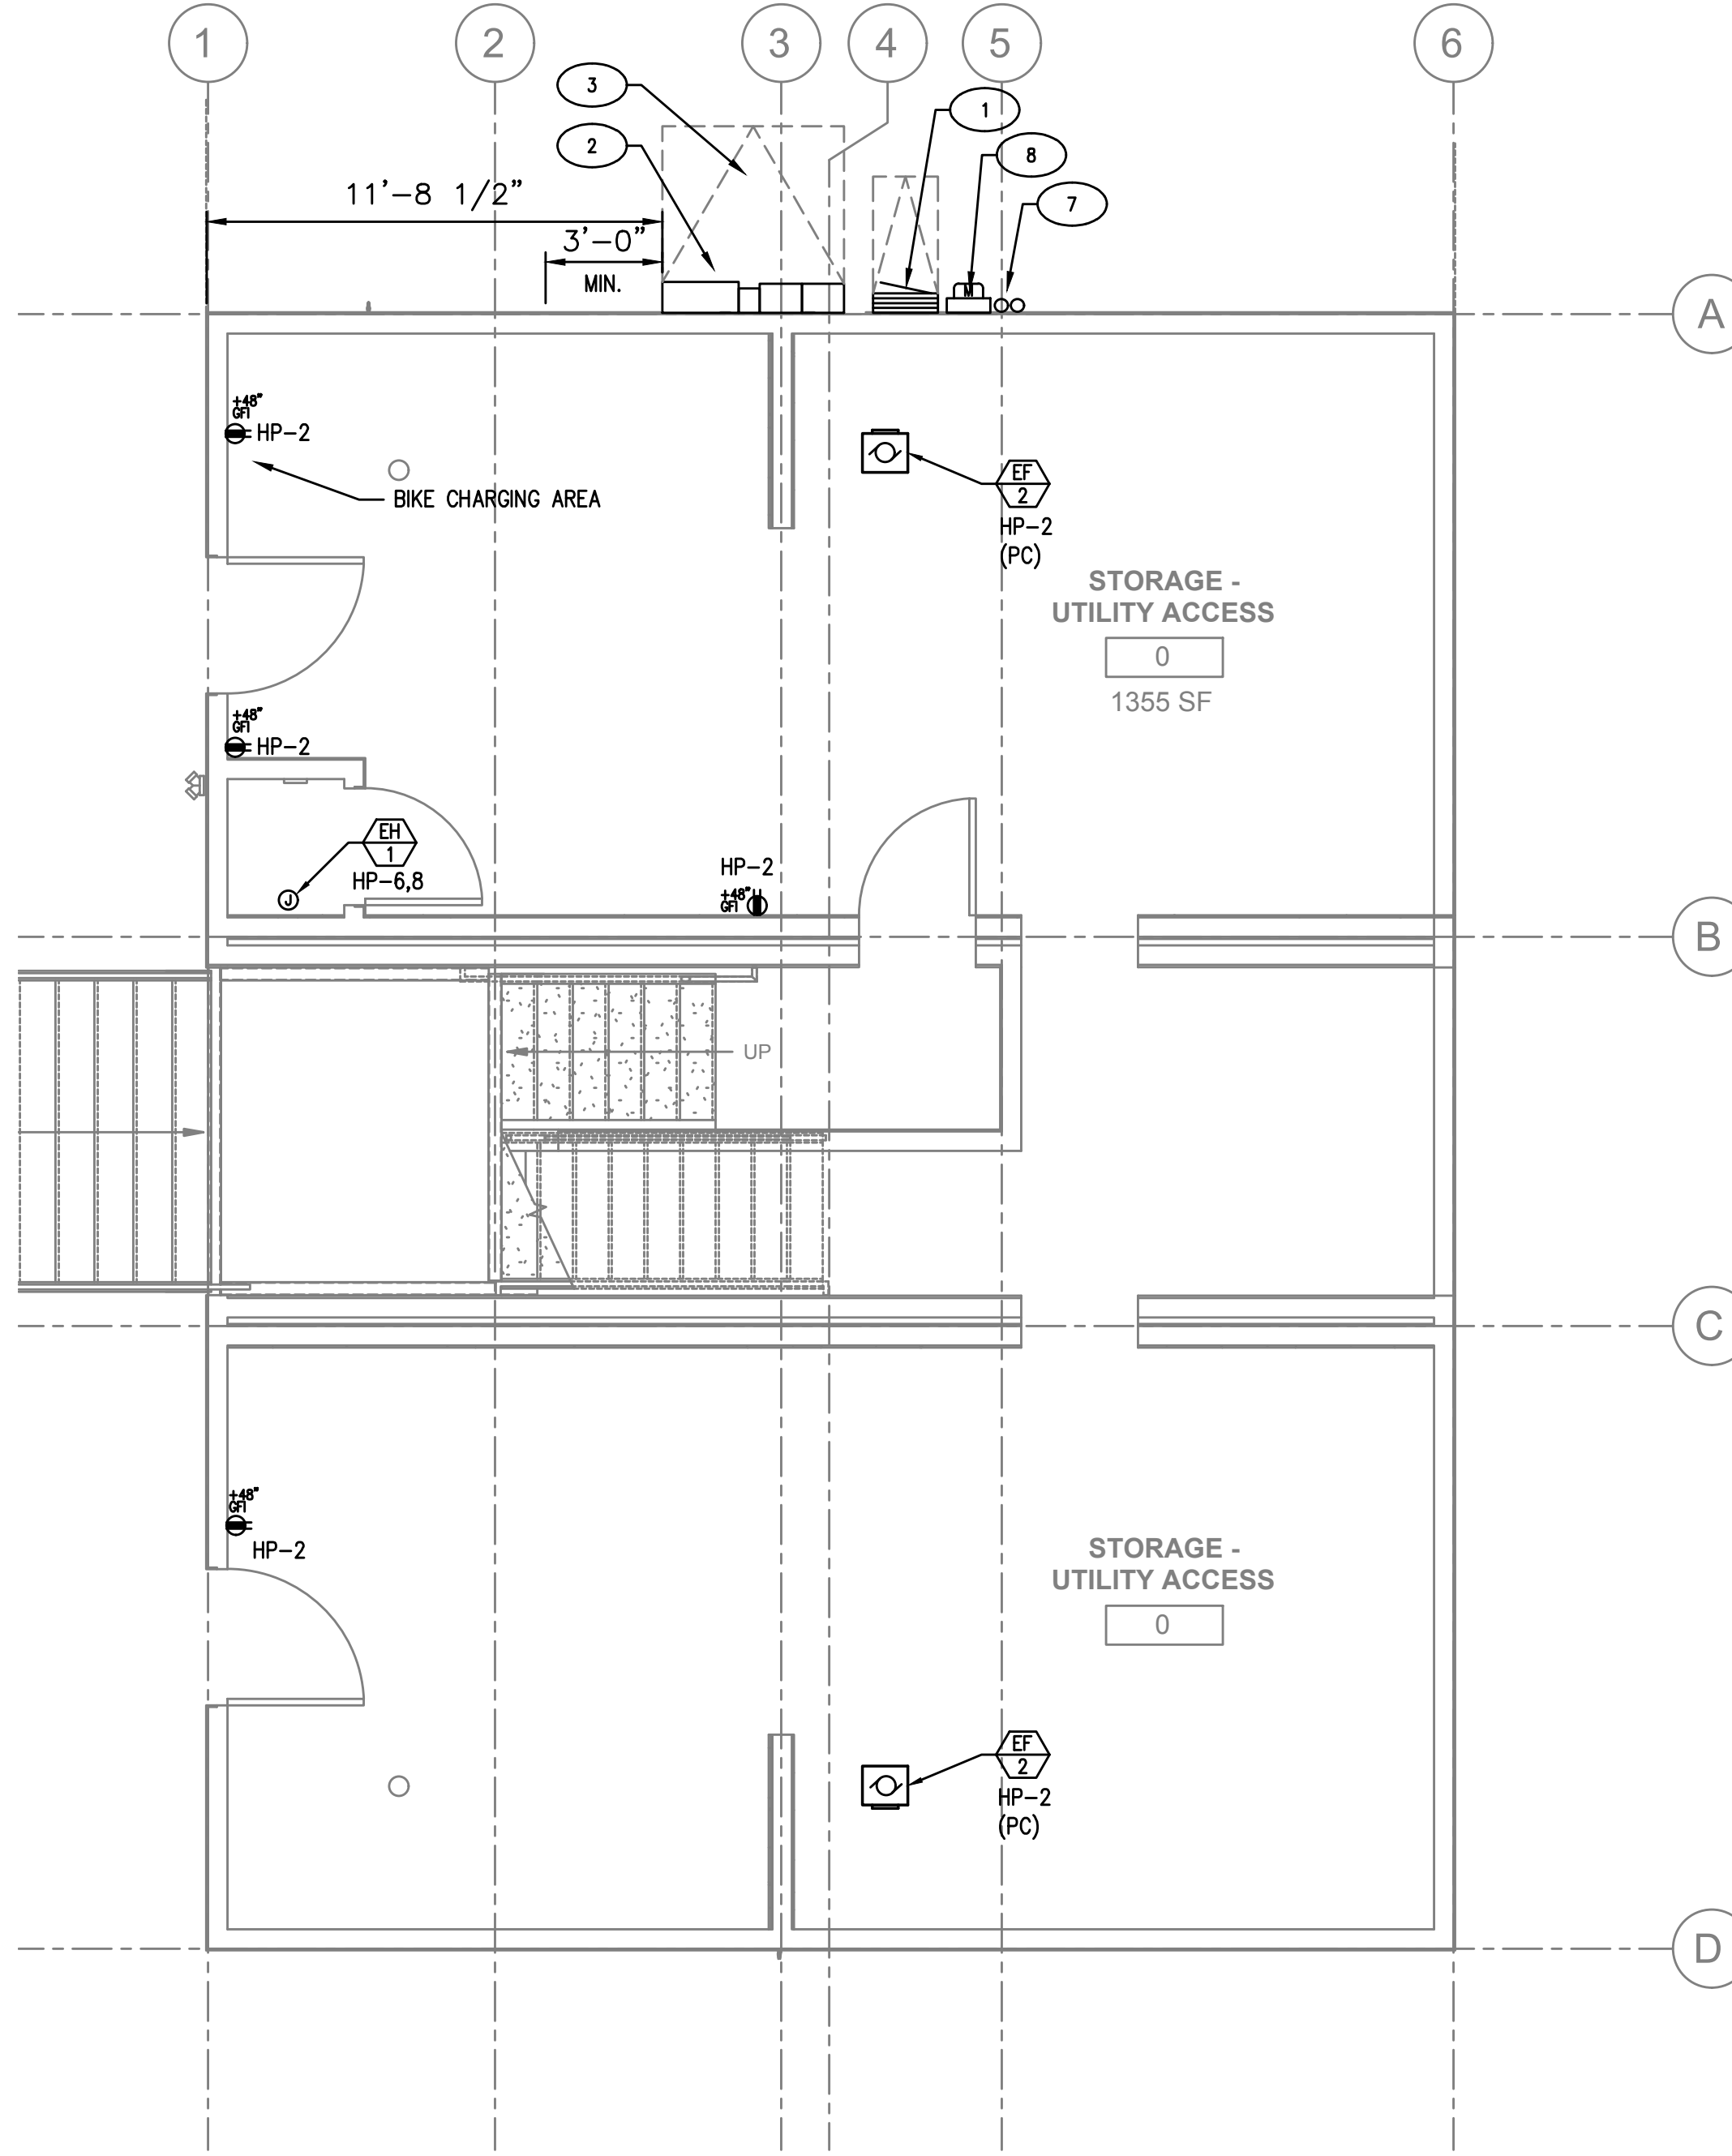 1
2
3
4
5
6
3
1
2
8
11'-8 1/2"
7
3'-0"
MIN.
A
+48"
GFI
HP-2
BIKE CHARGING AREA
EF
2
HP-2
(PC)
STORAGE -
UTILITY ACCESS
0
1355 SF
+48"
GFI
HP-2
EH
1
HP-6,8
J
HP-2
+48"
GFI
B
UP
C
+48"
GFI
HP-2
STORAGE -
UTILITY ACCESS
0
EF
2
HP-2
(PC)
D
M